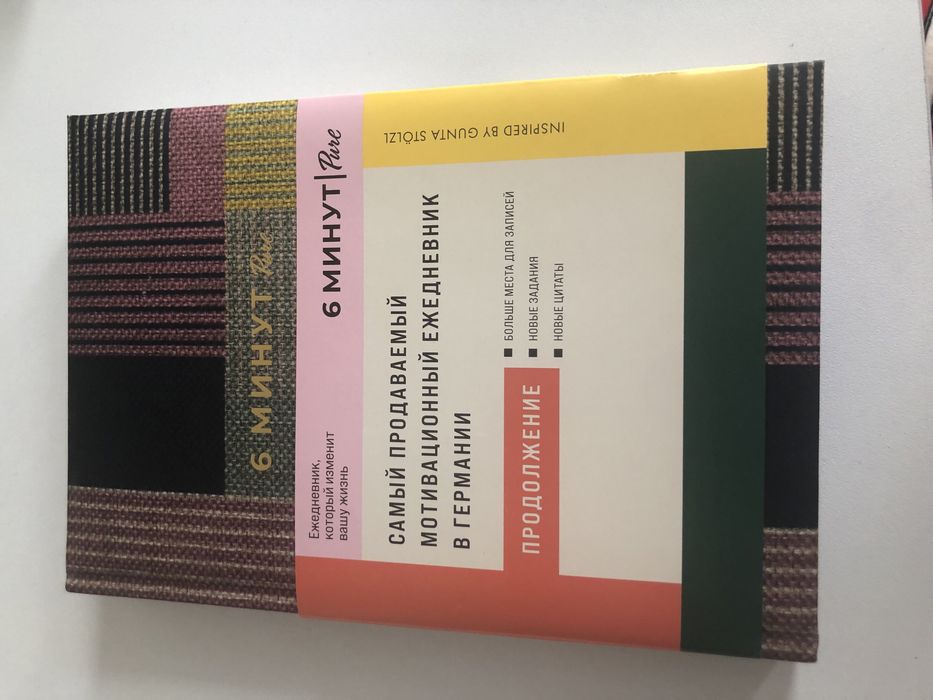 6 МИНУТ Pure
Ежедневник,
который изменит
вашу жизнь
6 МИНУТ | Pure
САМЫЙ ПРОДАВАЕМЫЙ
МОТИВАЦИОННЫЙ ЕЖЕДНЕВНИК
В ГЕРМАНИИ
ПРОДОЛЖЕНИЕ
■ БОЛЬШЕ МЕСТА ДЛЯ ЗАПИСЕЙ
■ НОВЫЕ ЗАДАНИЯ
■ НОВЫЕ ЦИТАТЫ
INSPIRED BY GUNTA STÖLZL